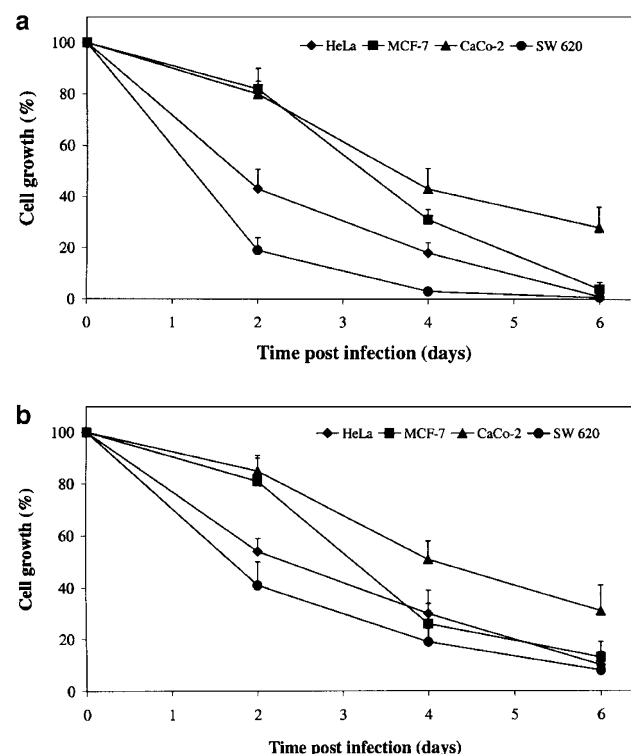 a
100
80
60
40
20
0
HeLa MCF-7 CaCo-2 SW 620
Cell growth (%)
0 1 2 3 4 5 6
Time post infection (days)
b
100
80
60
40
20
0
HeLa MCF-7 CaCo-2 SW 620
Cell growth (%)
0 1 2 3 4 5 6
Time post infection (days)